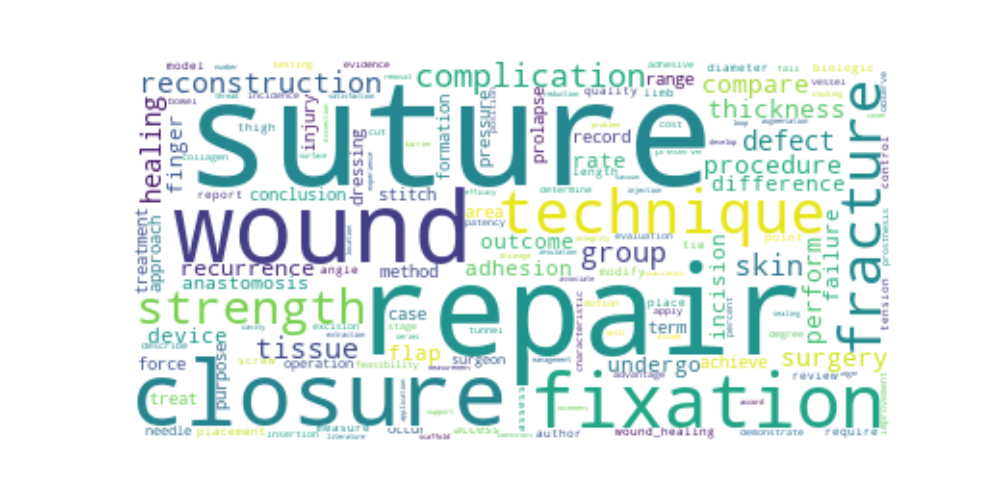 model
testing
evidence
adhesive
diameter
biologic
reconstruction
complication
range
compare
vessel
incidence
quality
limb
thickness
suture
healing
finger
injury
formation
pressure
prolapse
record
cost
defect
fracture
control
thigh
collagen
dressing
cut
rate
length
procedure
difference
report
conclusion
stitch
determine
wound
technique
area
patency
outcome
evaluation
group
tie
point
skin
treatment
approach
recurrence
angle
method
adhesion
modify
anastomosis
incision
perform
failure
prosthesis
tension
strength
repair
case
place
apply
term
characteristic
percent
degree
device
describe
excision
stage
tunnel
tissue
flap
surgeon
force
purpose
screw
operation
feasibility
undergo
achieve
surgery
advantage
review
closure
fixation
treat
application
support
assess
improvement
needle
placement
insertion
measure
literature
occur
scaffold
access
author
wound_healing
demonstrate
require